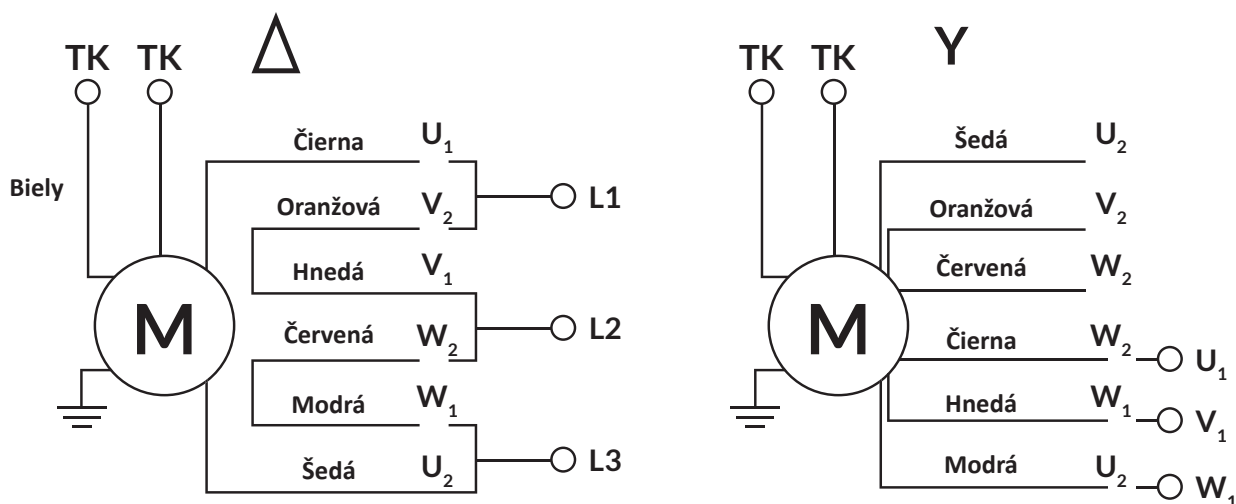 TK TK Δ
Biely
Čierna U₁
L1
Oranžová V₂
Hnedá V₁
L2
Červená W₂
Modrá W₁
L3
Šedá U₂
M
TK TK Y
Šedá U₂
Oranžová V₂
Červená W₂
Čierna W₂ U₁
Hnedá W₁ V₁
Modrá U₂ W₁
M